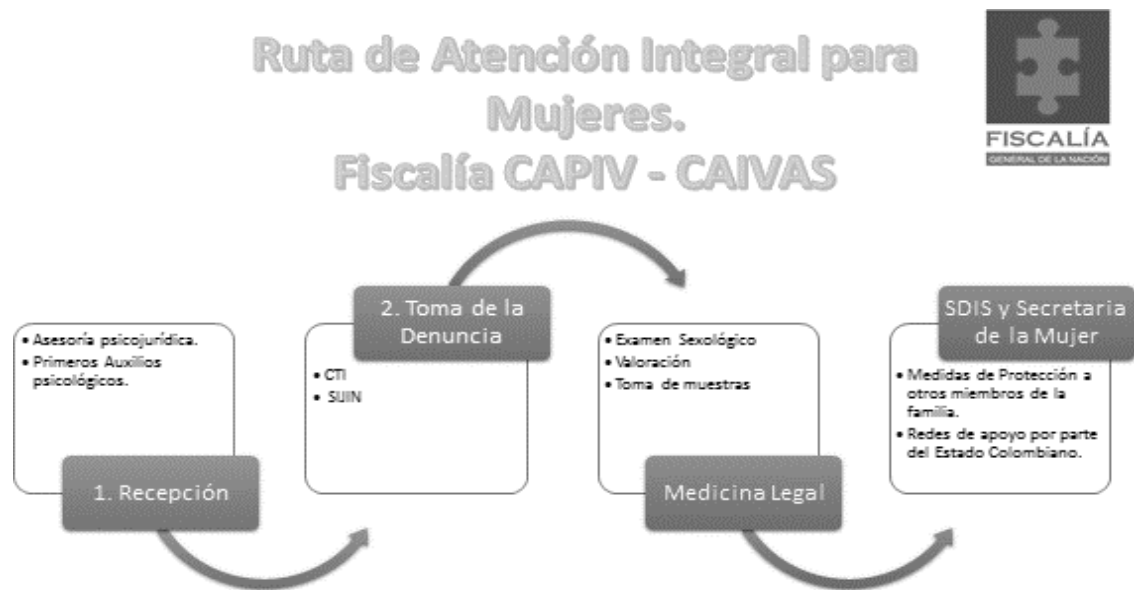 Ruta de Atención Integral para
Mujeres.
Fiscalía CAPIV - CAIVAS
FISCALÍA
GENERAL DE LA NACIÓN
• Asesoría psicojurídica.
• Primeros Auxilios
psicológicos.
1. Recepción
2. Toma de la
Denuncia
• CTI
• SIJIN
• Examen Sexológico
• Valoración
• Toma de muestras
Medicina Legal
SDIS y Secretaria
de la Mujer
• Medidas de Protección a
otros miembros de la
familia.
• Redes de apoyo por parte
del Estado Colombiano.